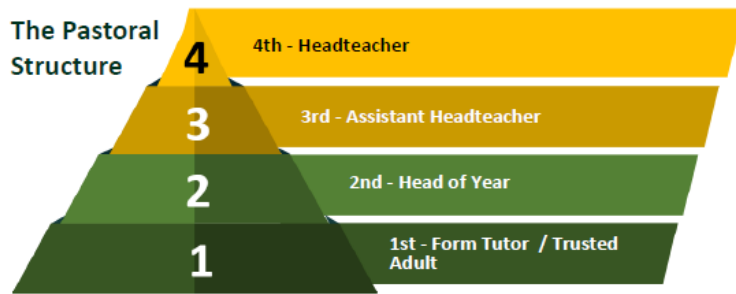 The Pastoral
Structure
4
4th - Headteacher
3
3rd - Assistant Headteacher
2
2nd - Head of Year
1
1st - Form Tutor / Trusted
Adult